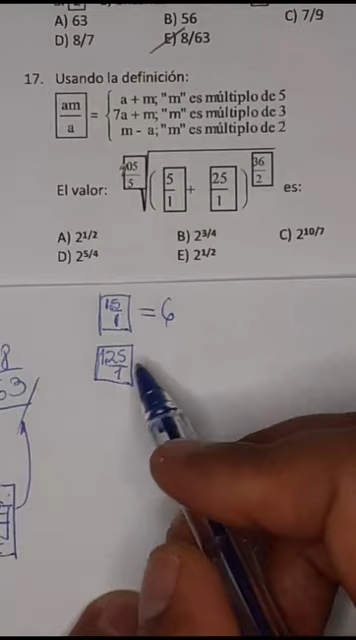 A) 63 B) 56 C) 7/9
D) 8/7 E) 8/63
17. Usando la definición:
am/a = { a + m; "m" es múltiplo de 5
7a + m; "m" es múltiplo de 3
m - a; "m" es múltiplo de 2
El valor: 405/5 √ ( 5/1 + 25/1 ) 36/2 es:
A) 2^1/2 B) 2^3/4 C) 2^10/7
D) 2^5/4 E) 2^1/2
15/1 = 6
125/1
8
63